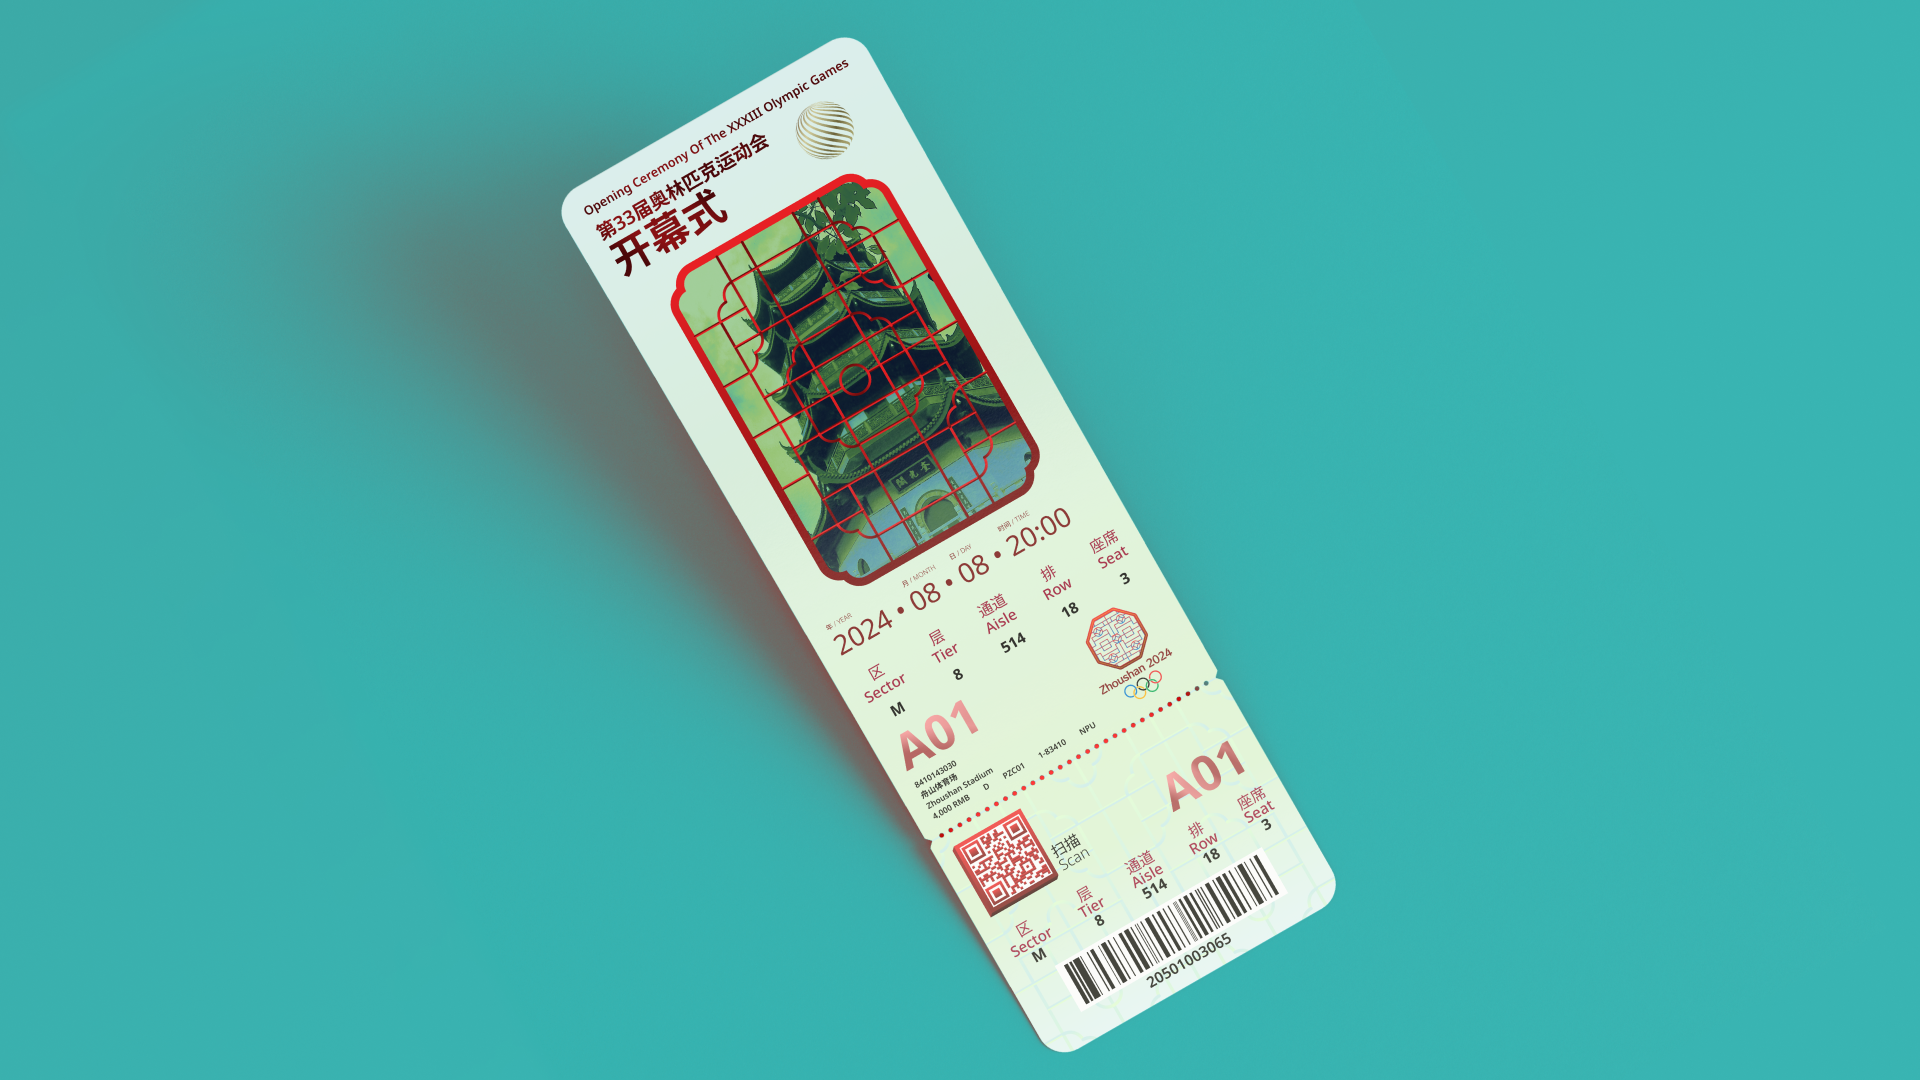 Opening Ceremony Of The XXXIII Olympic Games
第33届奥林匹克运动会
开幕式
奎光閣
年 / YEAR 月 / MONTH 日 / DAY 时间 / TIME
2024 • 08 • 08 • 20:00
区 层 通道 排 座席
Sector Tier Aisle Row Seat
M 8 514 18 3
Zhoushan 2024
A01
8410143030
舟山体育场
Zhoushan Stadium PZC01 1-83410 NPU
4,000 RMB D
A01
扫描
Scan
区 层 通道 排 座席
Sector Tier Aisle Row Seat
M 8 514 18 3
20501003065